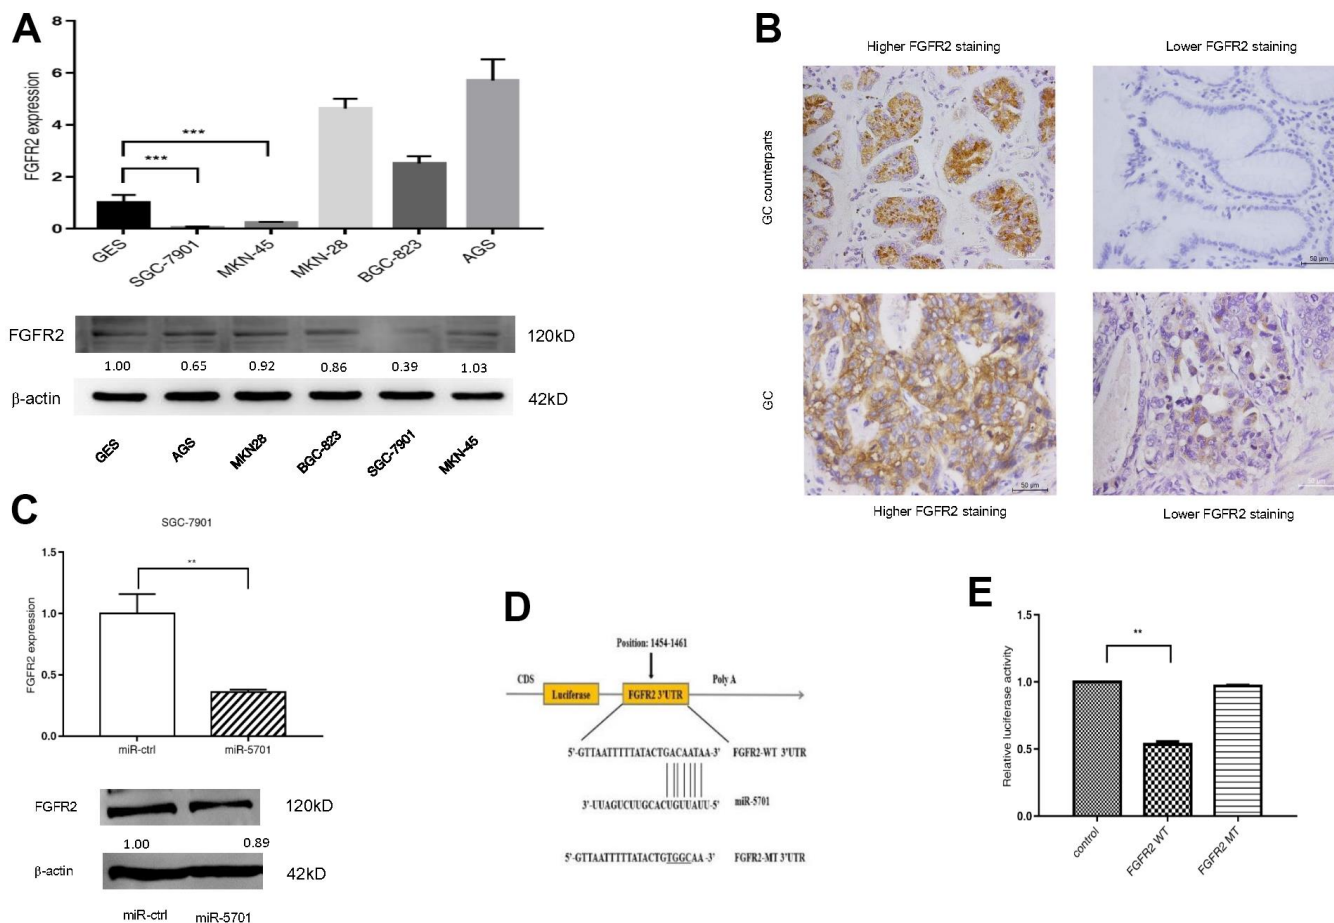 A
8
6
4
2
0
FGFR2 expression
***
***
GES
SGC-7901
MKN-45
MKN-28
BGC-823
AGS
FGFR2
120kD
1.00 0.65 0.92 0.86 0.39 1.03
β-actin
42kD
GES
AGS
MKN28
BGC-823
SGC-7901
MKN-45
B
Higher FGFR2 staining
Lower FGFR2 staining
GC counterparts
50 μm
GC
50 μm
Higher FGFR2 staining
Lower FGFR2 staining
C
SGC-7901
1.5
1.0
0.5
0.0
FGFR2 expression
**
miR-ctrl
miR-5701
FGFR2
120kD
1.00 0.89
β-actin
42kD
miR-ctrl
miR-5701
D
Position: 1454-1461
CDS
Luciferase
FGFR2 3'UTR
Poly A
5'-GTTAATTTTTATACTGACAATAA-3' FGFR2-WT 3'UTR
3'-UUAGUCUUGCACUGUUAUU-5' miR-5701
5'-GTTAATTTTTATACTGTGGCAA-3' FGFR2-MT 3'UTR
E
1.5
1.0
0.5
0.0
Relative luciferase activity
**
control
FGFR2 WT
FGFR2 MT